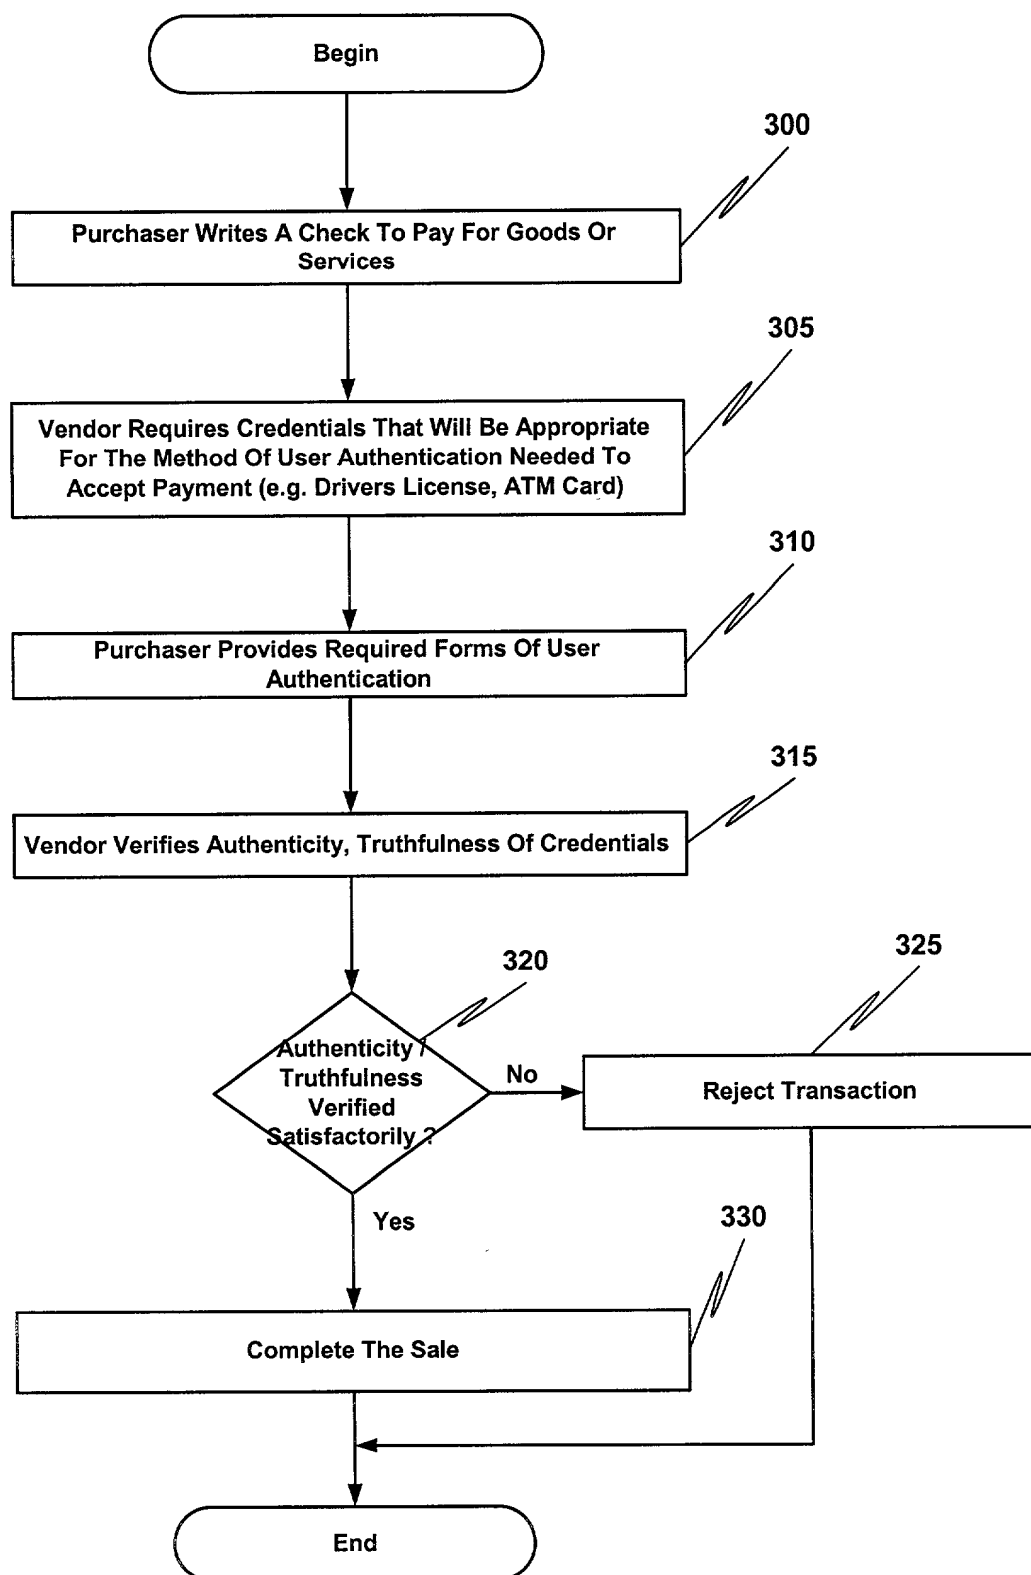 Begin
300
Purchaser Writes A Check To Pay For Goods Or
Services
305
Vendor Requires Credentials That Will Be Appropriate
For The Method Of User Authentication Needed To
Accept Payment (e.g. Drivers License, ATM Card)
310
Purchaser Provides Required Forms Of User
Authentication
315
Vendor Verifies Authenticity, Truthfulness Of Credentials
320
325
Authenticity /
Truthfulness
Verified
Satisfactorily ?
No
Reject Transaction
Yes
330
Complete The Sale
End